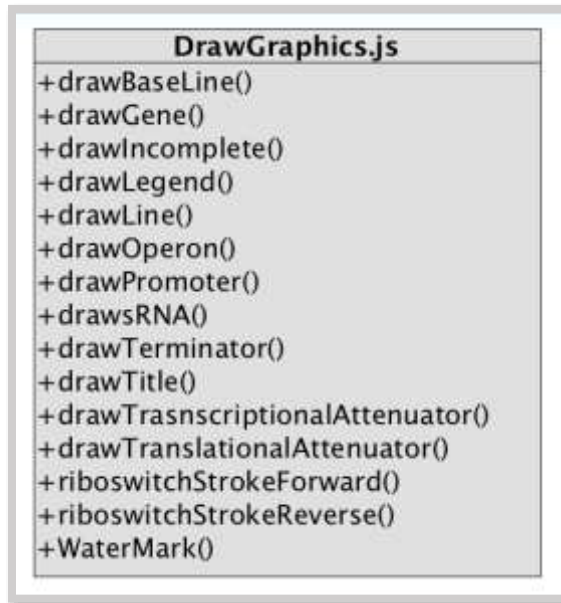 DrawGraphics.js
+drawBaseLine()
+drawGene()
+drawIncomplete()
+drawLegend()
+drawLine()
+drawOperon()
+drawPromoter()
+drawsRNA()
+drawTerminator()
+drawTitle()
+drawTrasnscriptionalAttenuator()
+drawTranslationalAttenuator()
+riboswitchStrokeForward()
+riboswitchStrokeReverse()
+WaterMark()